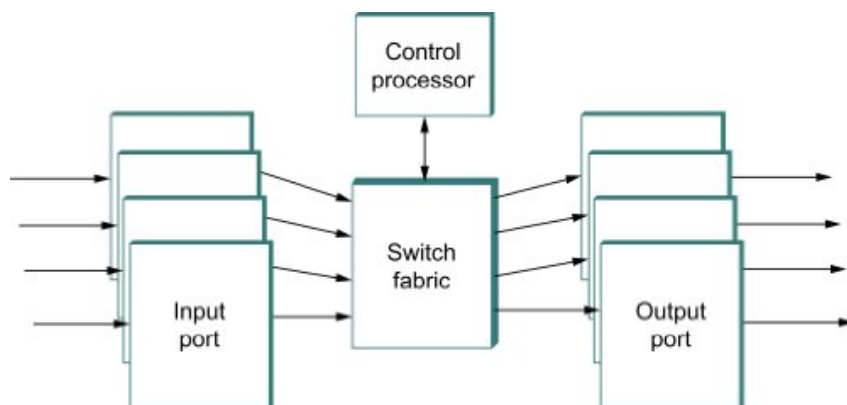 Control
processor
Switch
fabric
Input
port
Output
port